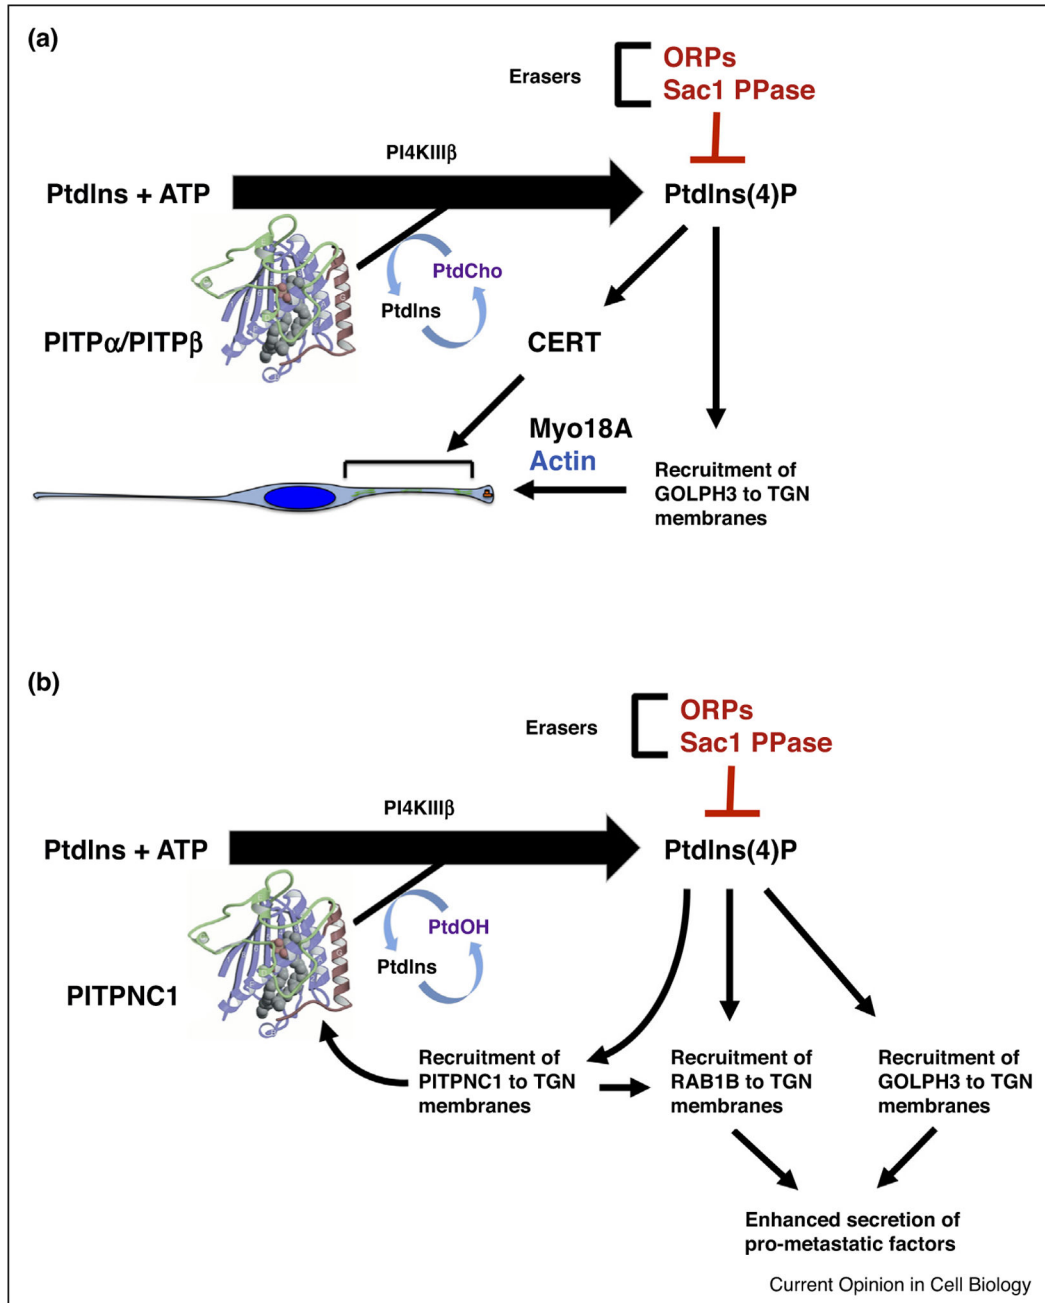 (a)
ORPs
Erasers
Sac1 PPase
PI4KIIIβ
PtdIns + ATP
PtdIns(4)P
PtdCho
PtdIns
PITPα/PITPβ
CERT
Myo18A
Actin
Recruitment of
GOLPH3 to TGN
membranes
(b)
ORPs
Erasers
Sac1 PPase
PI4KIIIβ
PtdIns + ATP
PtdIns(4)P
PtdOH
PtdIns
PITPNC1
Recruitment of
PITPNC1 to TGN
membranes
Recruitment of
RAB1B to TGN
membranes
Recruitment of
GOLPH3 to TGN
membranes
Enhanced secretion of
pro-metastatic factors
Current Opinion in Cell Biology